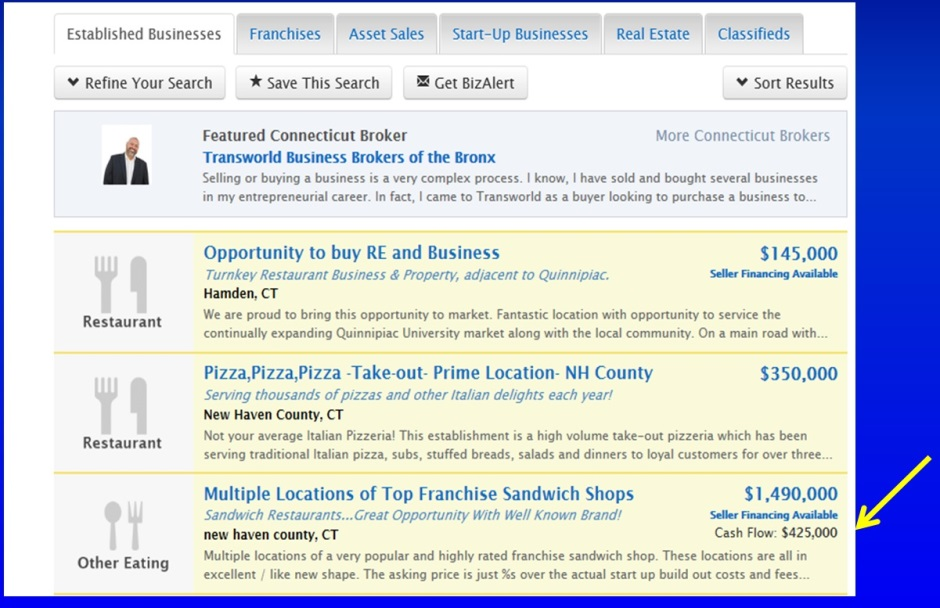 Established Businesses
Franchises
Asset Sales
Start-Up Businesses
Real Estate
Classifieds
Refine Your Search
Save This Search
Get BizAlert
Sort Results
Featured Connecticut Broker
More Connecticut Brokers
Transworld Business Brokers of the Bronx
Selling or buying a business is a very complex process. I know, I have sold and bought several businesses
in my entrepreneurial career. In fact, I came to Transworld as a buyer looking to purchase a business to...
Restaurant
Opportunity to buy RE and Business
$145,000
Turnkey Restaurant Business & Property, adjacent to Quinnipiac.
Seller Financing Available
Hamden, CT
We are proud to bring this opportunity to market. Fantastic location with opportunity to service the
continually expanding Quinnipiac University market along with the local community. On a main road with...
Restaurant
Pizza,Pizza,Pizza -Take-out- Prime Location- NH County
$350,000
Serving thousands of pizzas and other Italian delights each year!
New Haven County, CT
Not your average Italian Pizzeria! This establishment is a high volume take-out pizzeria which has been
serving traditional Italian pizza, subs, stuffed breads, salads and dinners to loyal customers for over three...
Other Eating
Multiple Locations of Top Franchise Sandwich Shops
$1,490,000
Sandwich Restaurants...Great Opportunity With Well Known Brand!
Seller Financing Available
new haven county, CT
Cash Flow: $425,000
Multiple locations of a very popular and highly rated franchise sandwich shop. These locations are all in
excellent / like new shape. The asking price is just %s over the actual start up build out costs and fees...